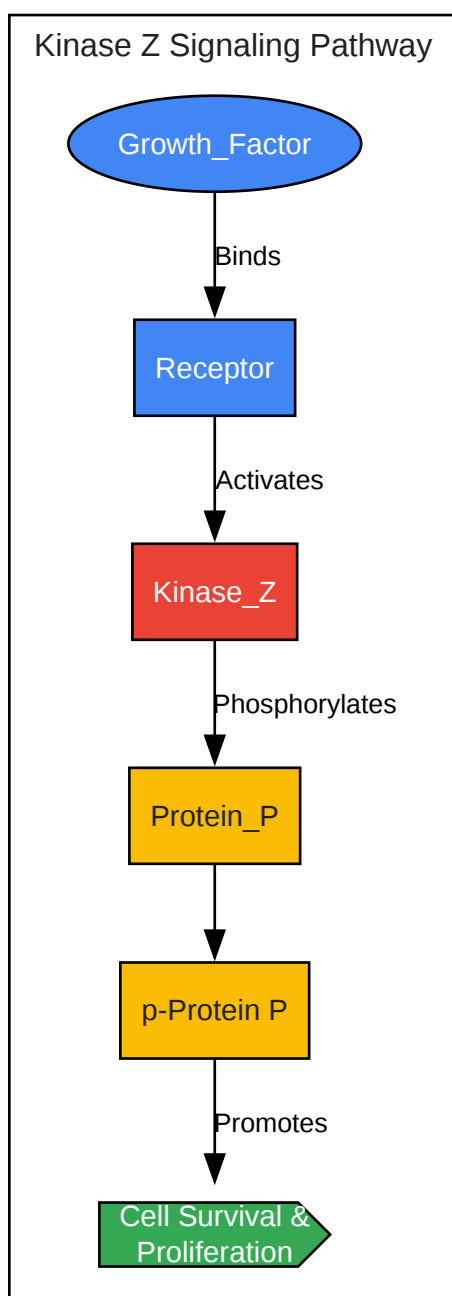 Kinase Z Signaling Pathway
Growth_Factor
Binds
Receptor
Activates
Kinase_Z
Phosphorylates
Protein_P
p-Protein P
Promotes
Cell Survival &
Proliferation